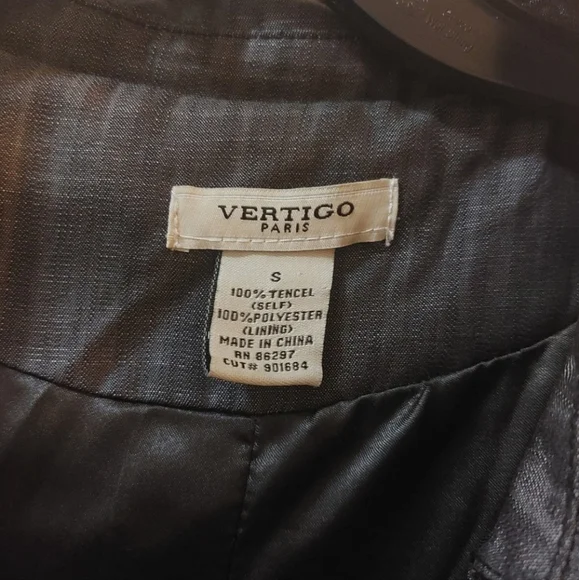 VERTIGO
PARIS
S
100% TENCEL
(SELF)
100%POLYESTER
(LINING)
MADE IN CHINA
RN 86297
CUT# 901684